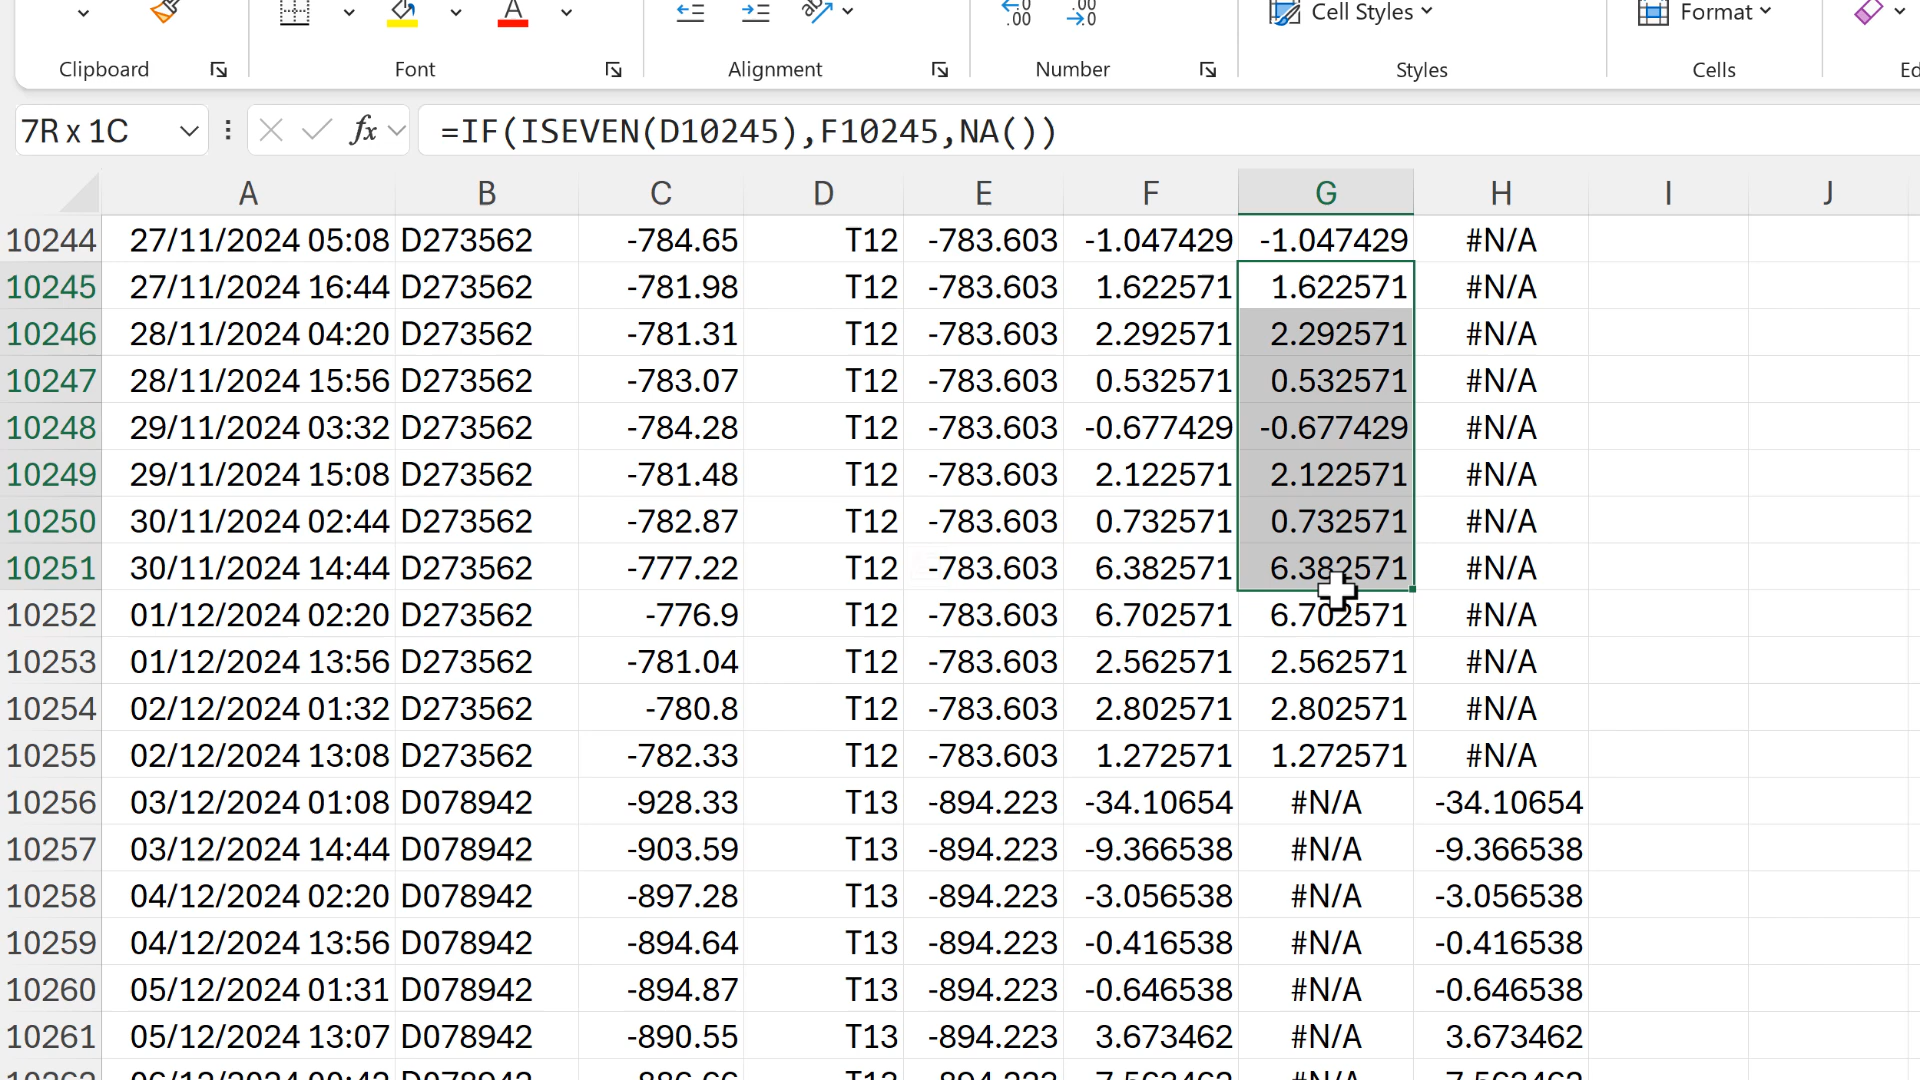 Cell Styles
Format
Clipboard Font Alignment Number Styles Cells Ed
7R x 1C fx =IF(ISEVEN(D10245),F10245,NA())
A B C D E F G H I J
10244 27/11/2024 05:08 D273562 -784.65 T12 -783.603 -1.047429 -1.047429 #N/A
10245 27/11/2024 16:44 D273562 -781.98 T12 -783.603 1.622571 1.622571 #N/A
10246 28/11/2024 04:20 D273562 -781.31 T12 -783.603 2.292571 2.292571 #N/A
10247 28/11/2024 15:56 D273562 -783.07 T12 -783.603 0.532571 0.532571 #N/A
10248 29/11/2024 03:32 D273562 -784.28 T12 -783.603 -0.677429 -0.677429 #N/A
10249 29/11/2024 15:08 D273562 -781.48 T12 -783.603 2.122571 2.122571 #N/A
10250 30/11/2024 02:44 D273562 -782.87 T12 -783.603 0.732571 0.732571 #N/A
10251 30/11/2024 14:44 D273562 -777.22 T12 -783.603 6.382571 6.382571 #N/A
10252 01/12/2024 02:20 D273562 -776.9 T12 -783.603 6.702571 6.702571 #N/A
10253 01/12/2024 13:56 D273562 -781.04 T12 -783.603 2.562571 2.562571 #N/A
10254 02/12/2024 01:32 D273562 -780.8 T12 -783.603 2.802571 2.802571 #N/A
10255 02/12/2024 13:08 D273562 -782.33 T12 -783.603 1.272571 1.272571 #N/A
10256 03/12/2024 01:08 D078942 -928.33 T13 -894.223 -34.10654 #N/A -34.10654
10257 03/12/2024 14:44 D078942 -903.59 T13 -894.223 -9.366538 #N/A -9.366538
10258 04/12/2024 02:20 D078942 -897.28 T13 -894.223 -3.056538 #N/A -3.056538
10259 04/12/2024 13:56 D078942 -894.64 T13 -894.223 -0.416538 #N/A -0.416538
10260 05/12/2024 01:31 D078942 -894.87 T13 -894.223 -0.646538 #N/A -0.646538
10261 05/12/2024 13:07 D078942 -890.55 T13 -894.223 3.673462 #N/A 3.673462